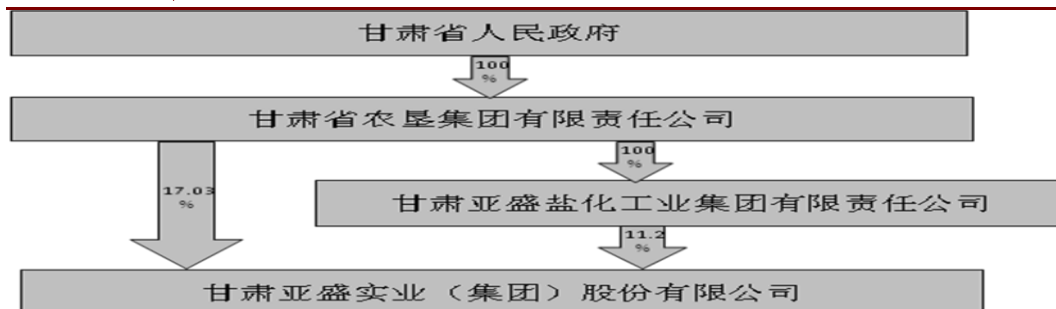 甘肃省人民政府
100
%
甘肃省农垦集团有限责任公司
100
%
17.03
%
甘肃亚盛盐化工业集团有限责任公司
11.2
%
甘肃亚盛实业（集团）股份有限公司